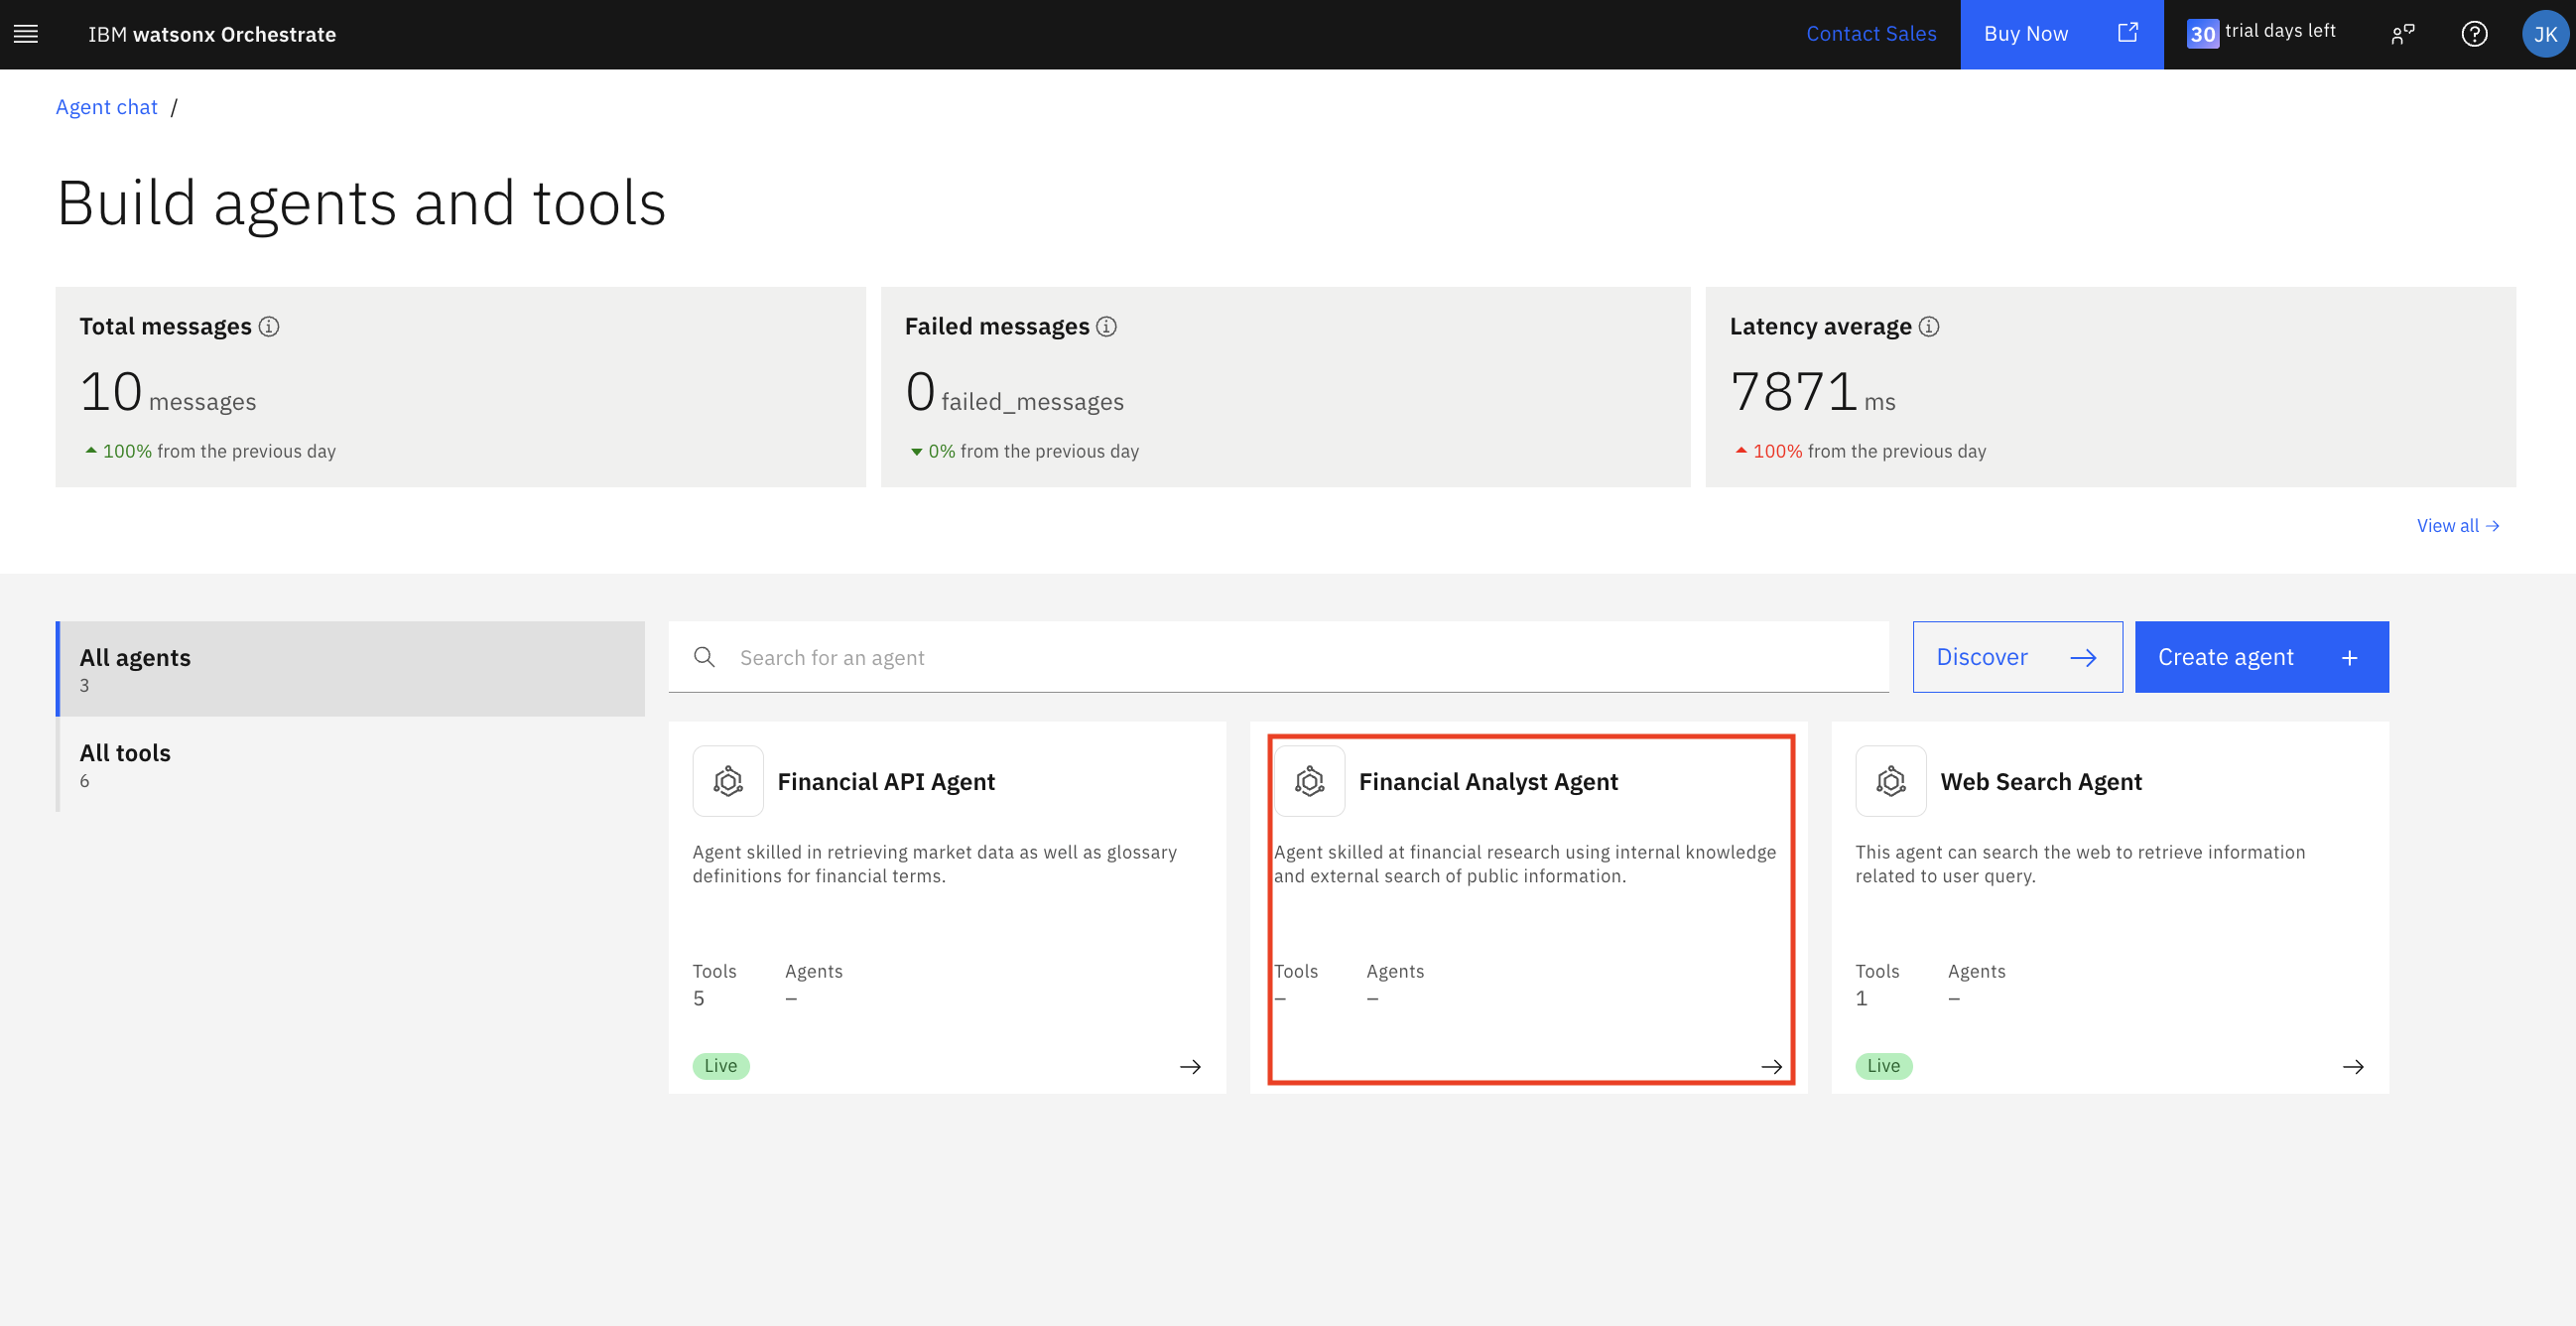 IBM watsonx Orchestrate
Contact Sales
Buy Now
30 trial days left
JK
Agent chat /
Build agents and tools
Total messages
10 messages
100% from the previous day
Failed messages
0 failed_messages
0% from the previous day
Latency average
7871 ms
100% from the previous day
View all
All agents
3
All tools
6
Search for an agent
Discover
Create agent
Financial API Agent
Agent skilled in retrieving market data as well as glossary
definitions for financial terms.
Tools Agents
5 –
Live
Financial Analyst Agent
Agent skilled at financial research using internal knowledge
and external search of public information.
Tools Agents
– –
Web Search Agent
This agent can search the web to retrieve information
related to user query.
Tools Agents
1 –
Live